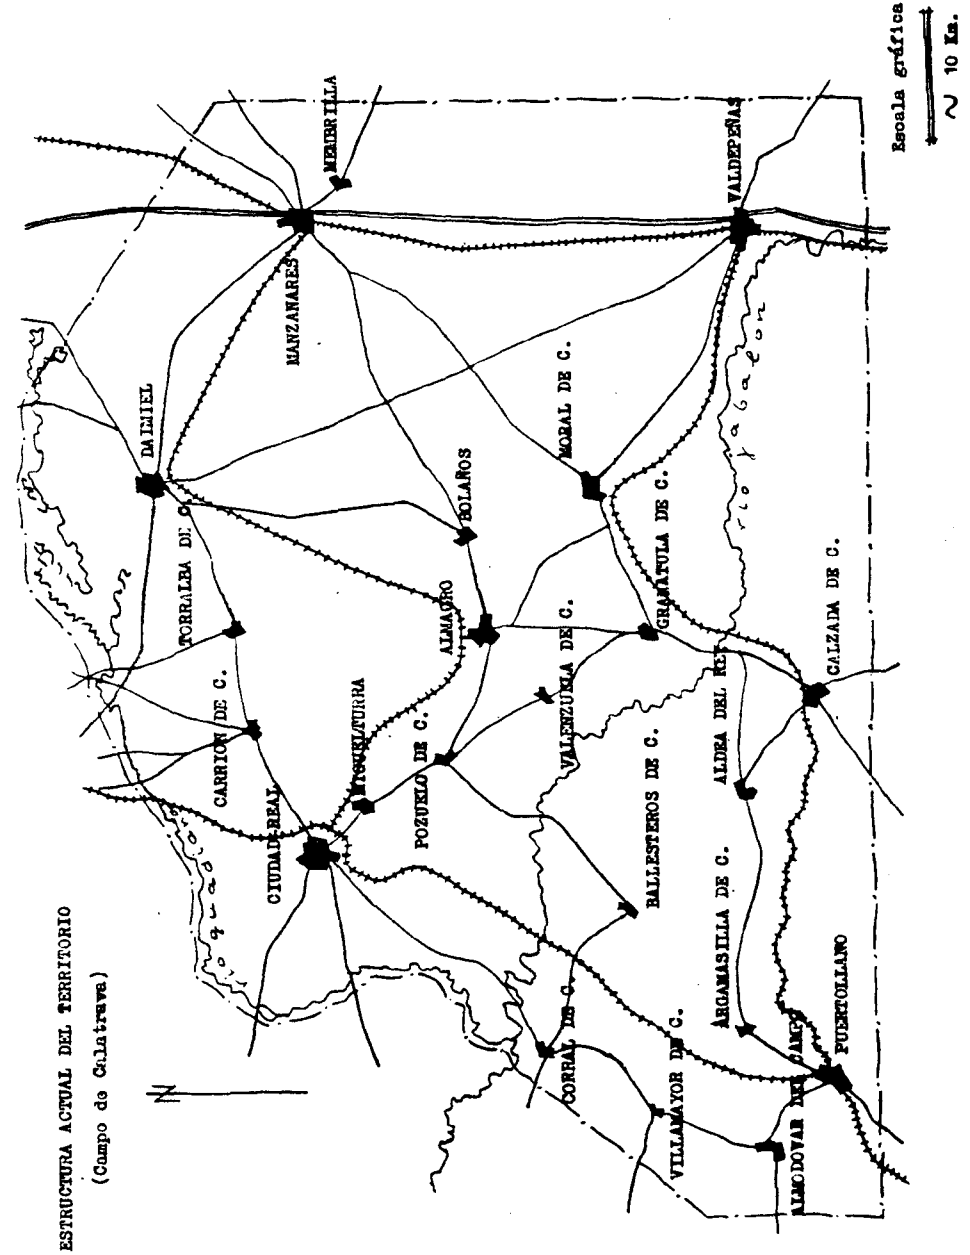 ESTRUCTURA ACTUAL DEL TERRITORIO
(Campo de Calatrava)
N
DAIMIEL
TORRALBA DE C.
CARRION DE C.
CIUDAD-REAL
MIGUELTURRA
POZUELO DE C.
ALMAGRO
BOLAÑOS
MANZANARES
MEMBRILLA
VALDEPEÑAS
MORAL DE C.
GRANATULA DE C.
VALENZUELA DE C.
BALLESTEROS DE C.
ALDEA DEL REY
CALZADA DE C.
ARGAMASILLA DE C.
CORRAL DE C.
VILLAMAYOR DE C.
ALMODOVAR DEL CAMPO
PUERTOLLANO
rio Jabalon
Escala gráfica
~ 10 Km.